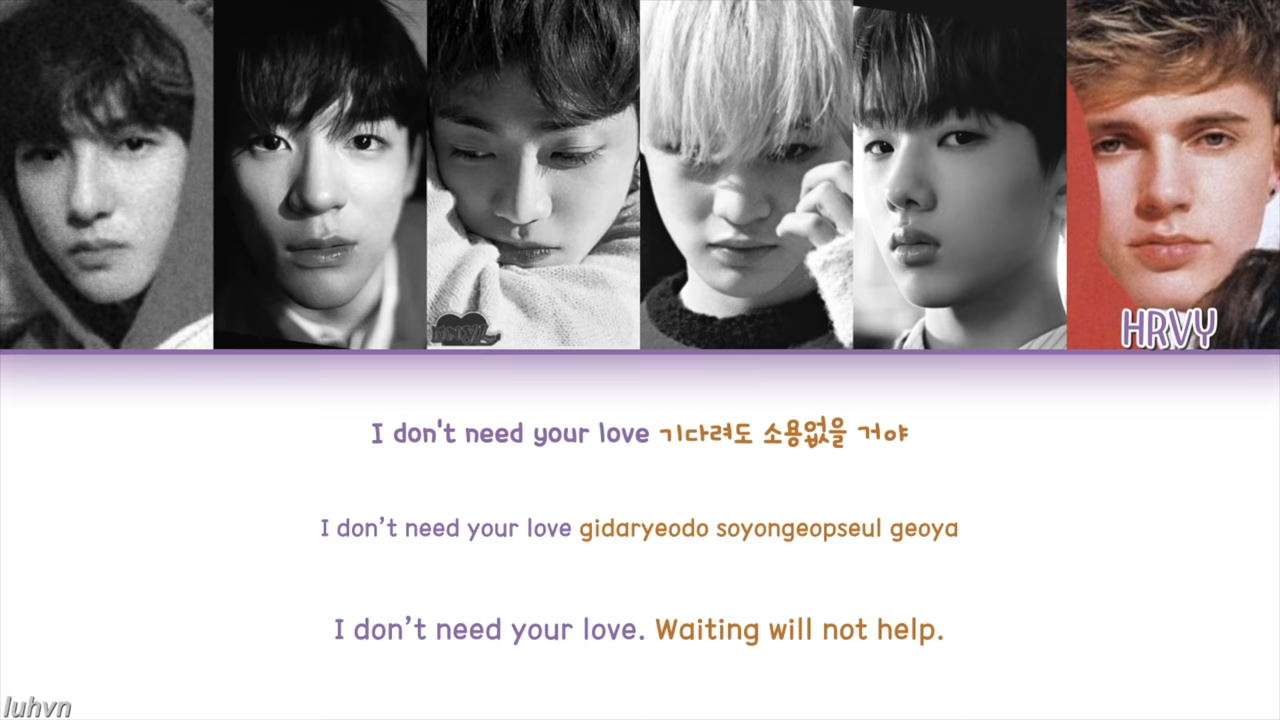 HRVY
I don't need your love 기다려도 소용없을 거야
I don't need your love gidaryeodo soyongeopseul geoya
I don't need your love. Waiting will not help.
luhvn